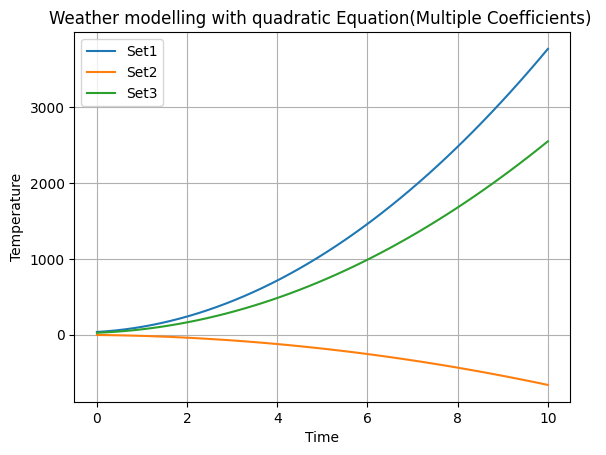 Weather modelling with quadratic Equation(Multiple Coefficients)
Set1
Set2
Set3
3000
2000
1000
0
Temperature
0 2 4 6 8 10
Time